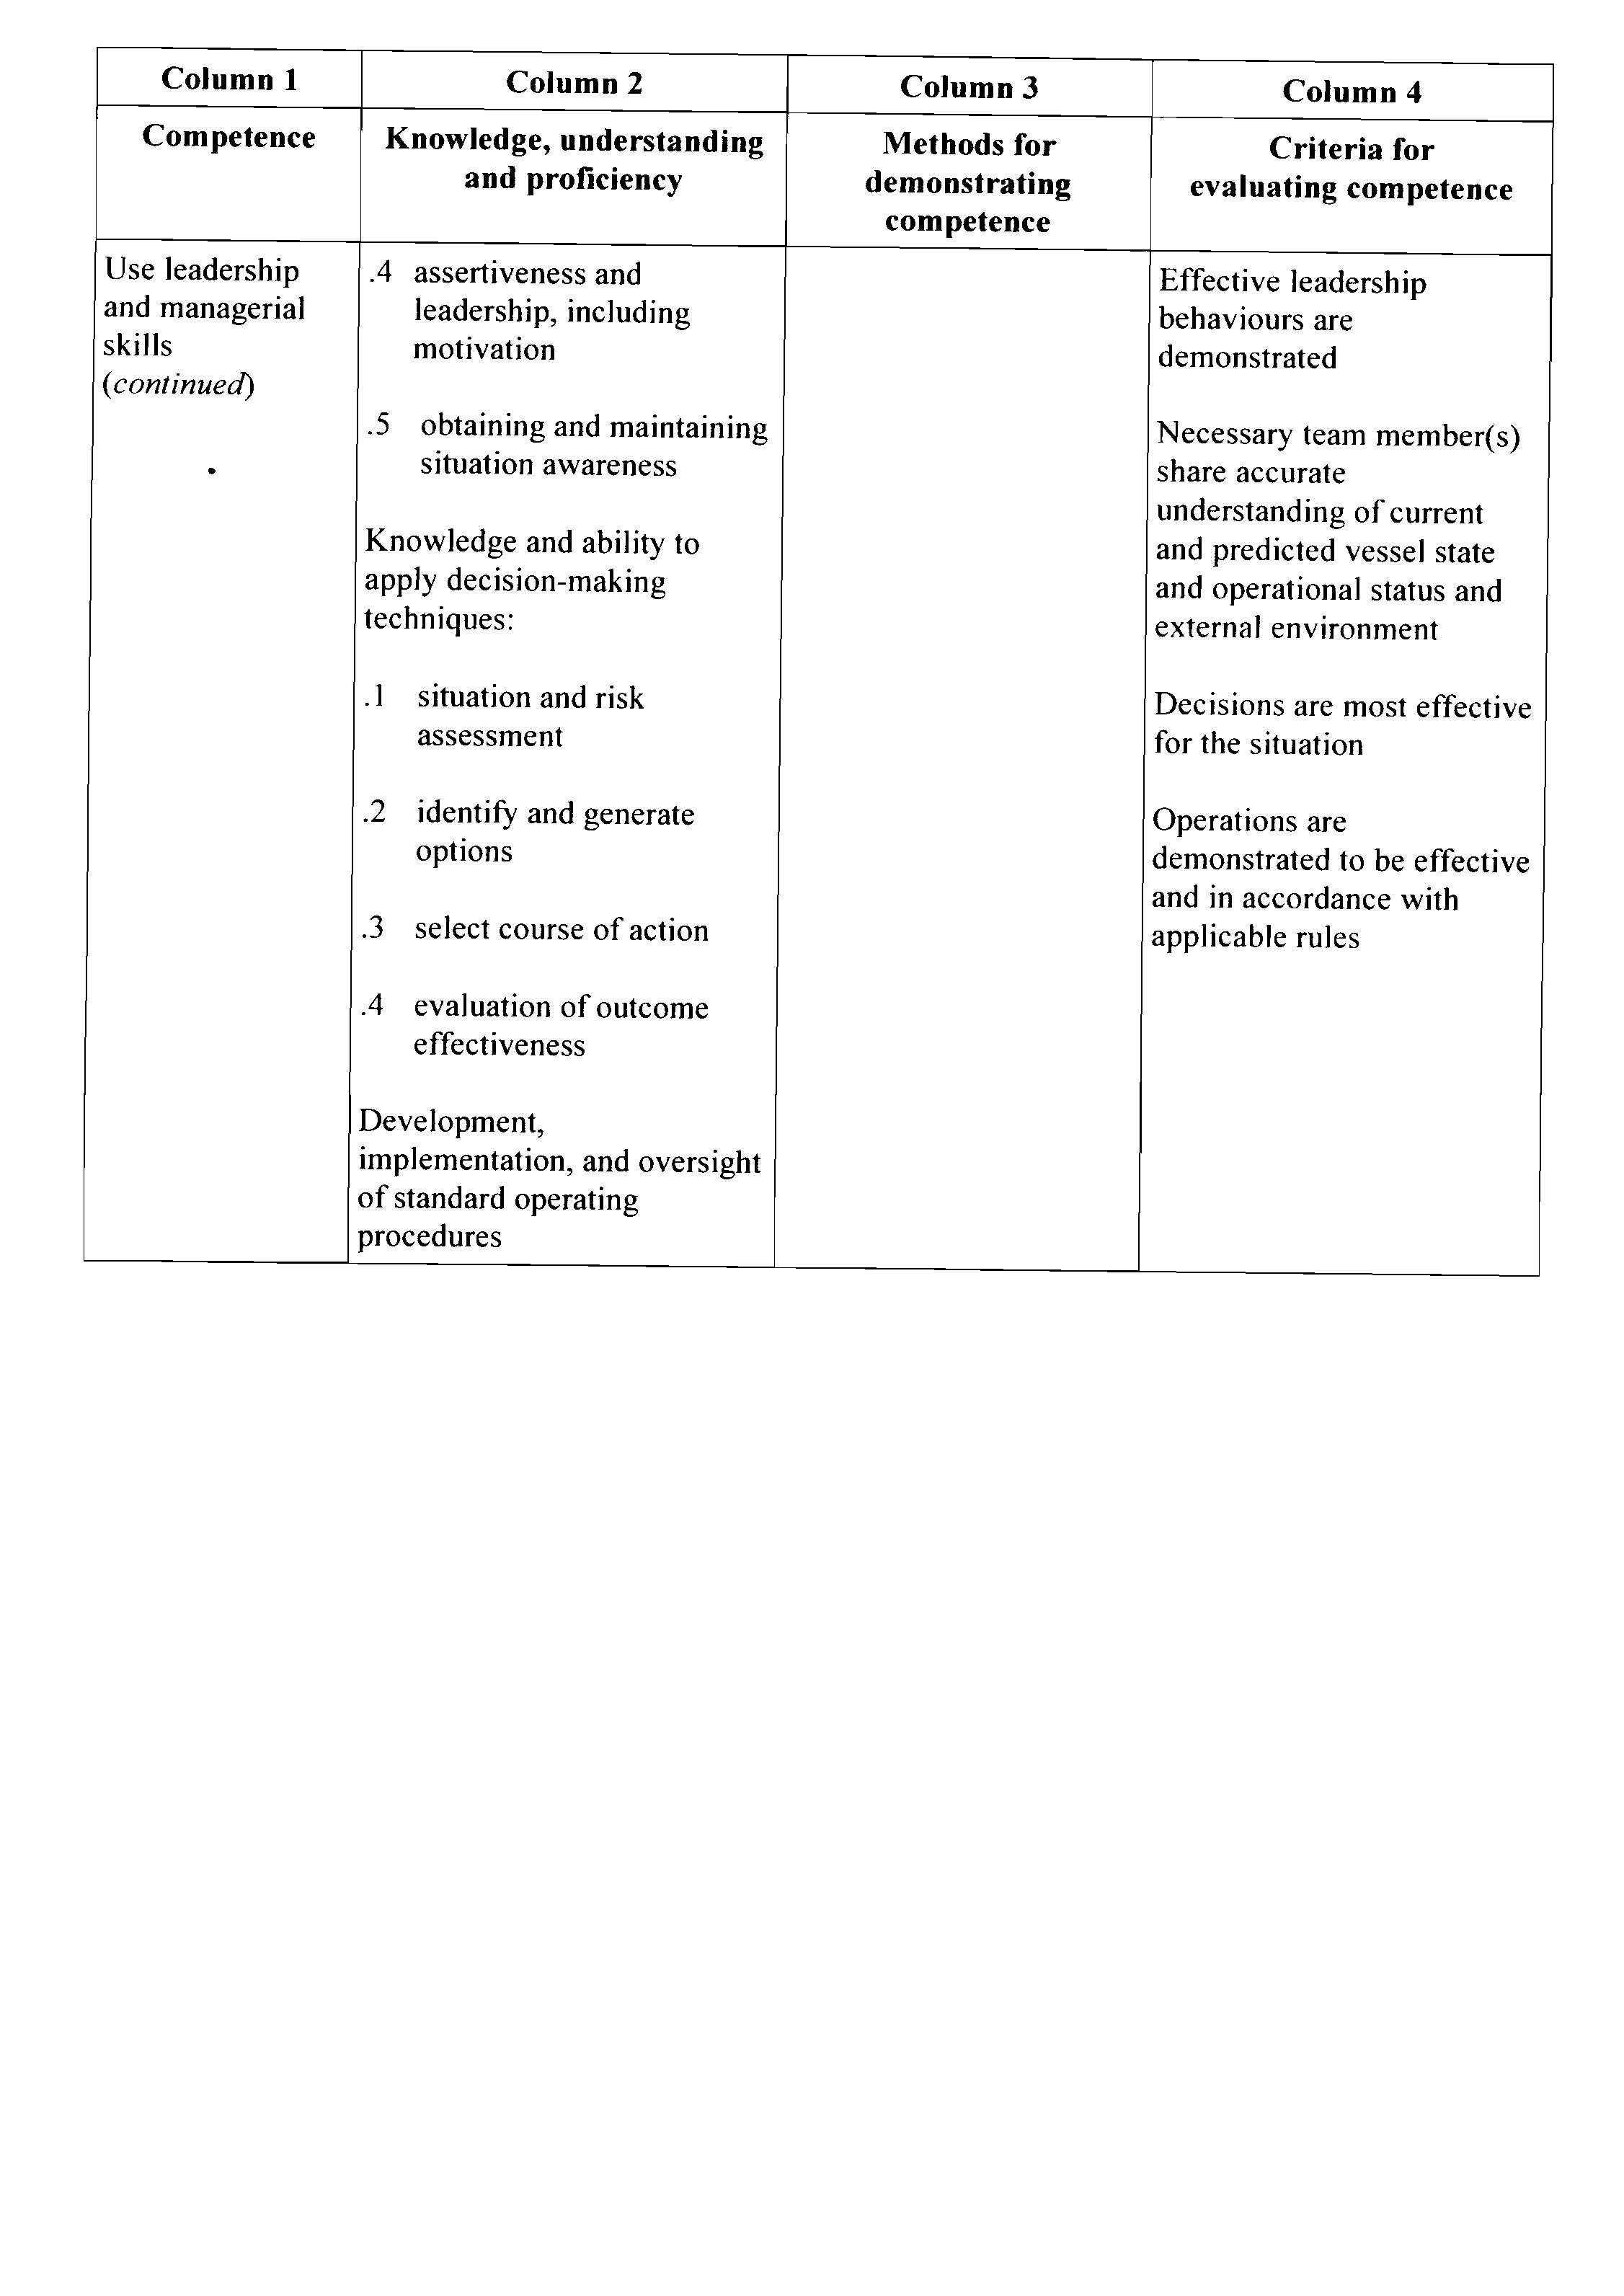 Column 1
Column 2
Column 3
Column 4
Competence
Knowledge, understanding
and proficiency
Methods for
demonstrating
competence
Criteria for
evaluating competence
Use leadership
and managerial
skills
(continued)
.4 assertiveness and
leadership, including
motivation
.5 obtaining and maintaining
situation awareness
Knowledge and ability to
apply decision-making
techniques:
.1 situation and risk
assessment
.2 identify and generate
options
.3 select course of action
.4 evaluation of outcome
effectiveness
Development,
implementation, and oversight
of standard operating
procedures
Effective leadership
behaviours are
demonstrated
Necessary team member(s)
share accurate
understanding of current
and predicted vessel state
and operational status and
external environment
Decisions are most effective
for the situation
Operations are
demonstrated to be effective
and in accordance with
applicable rules